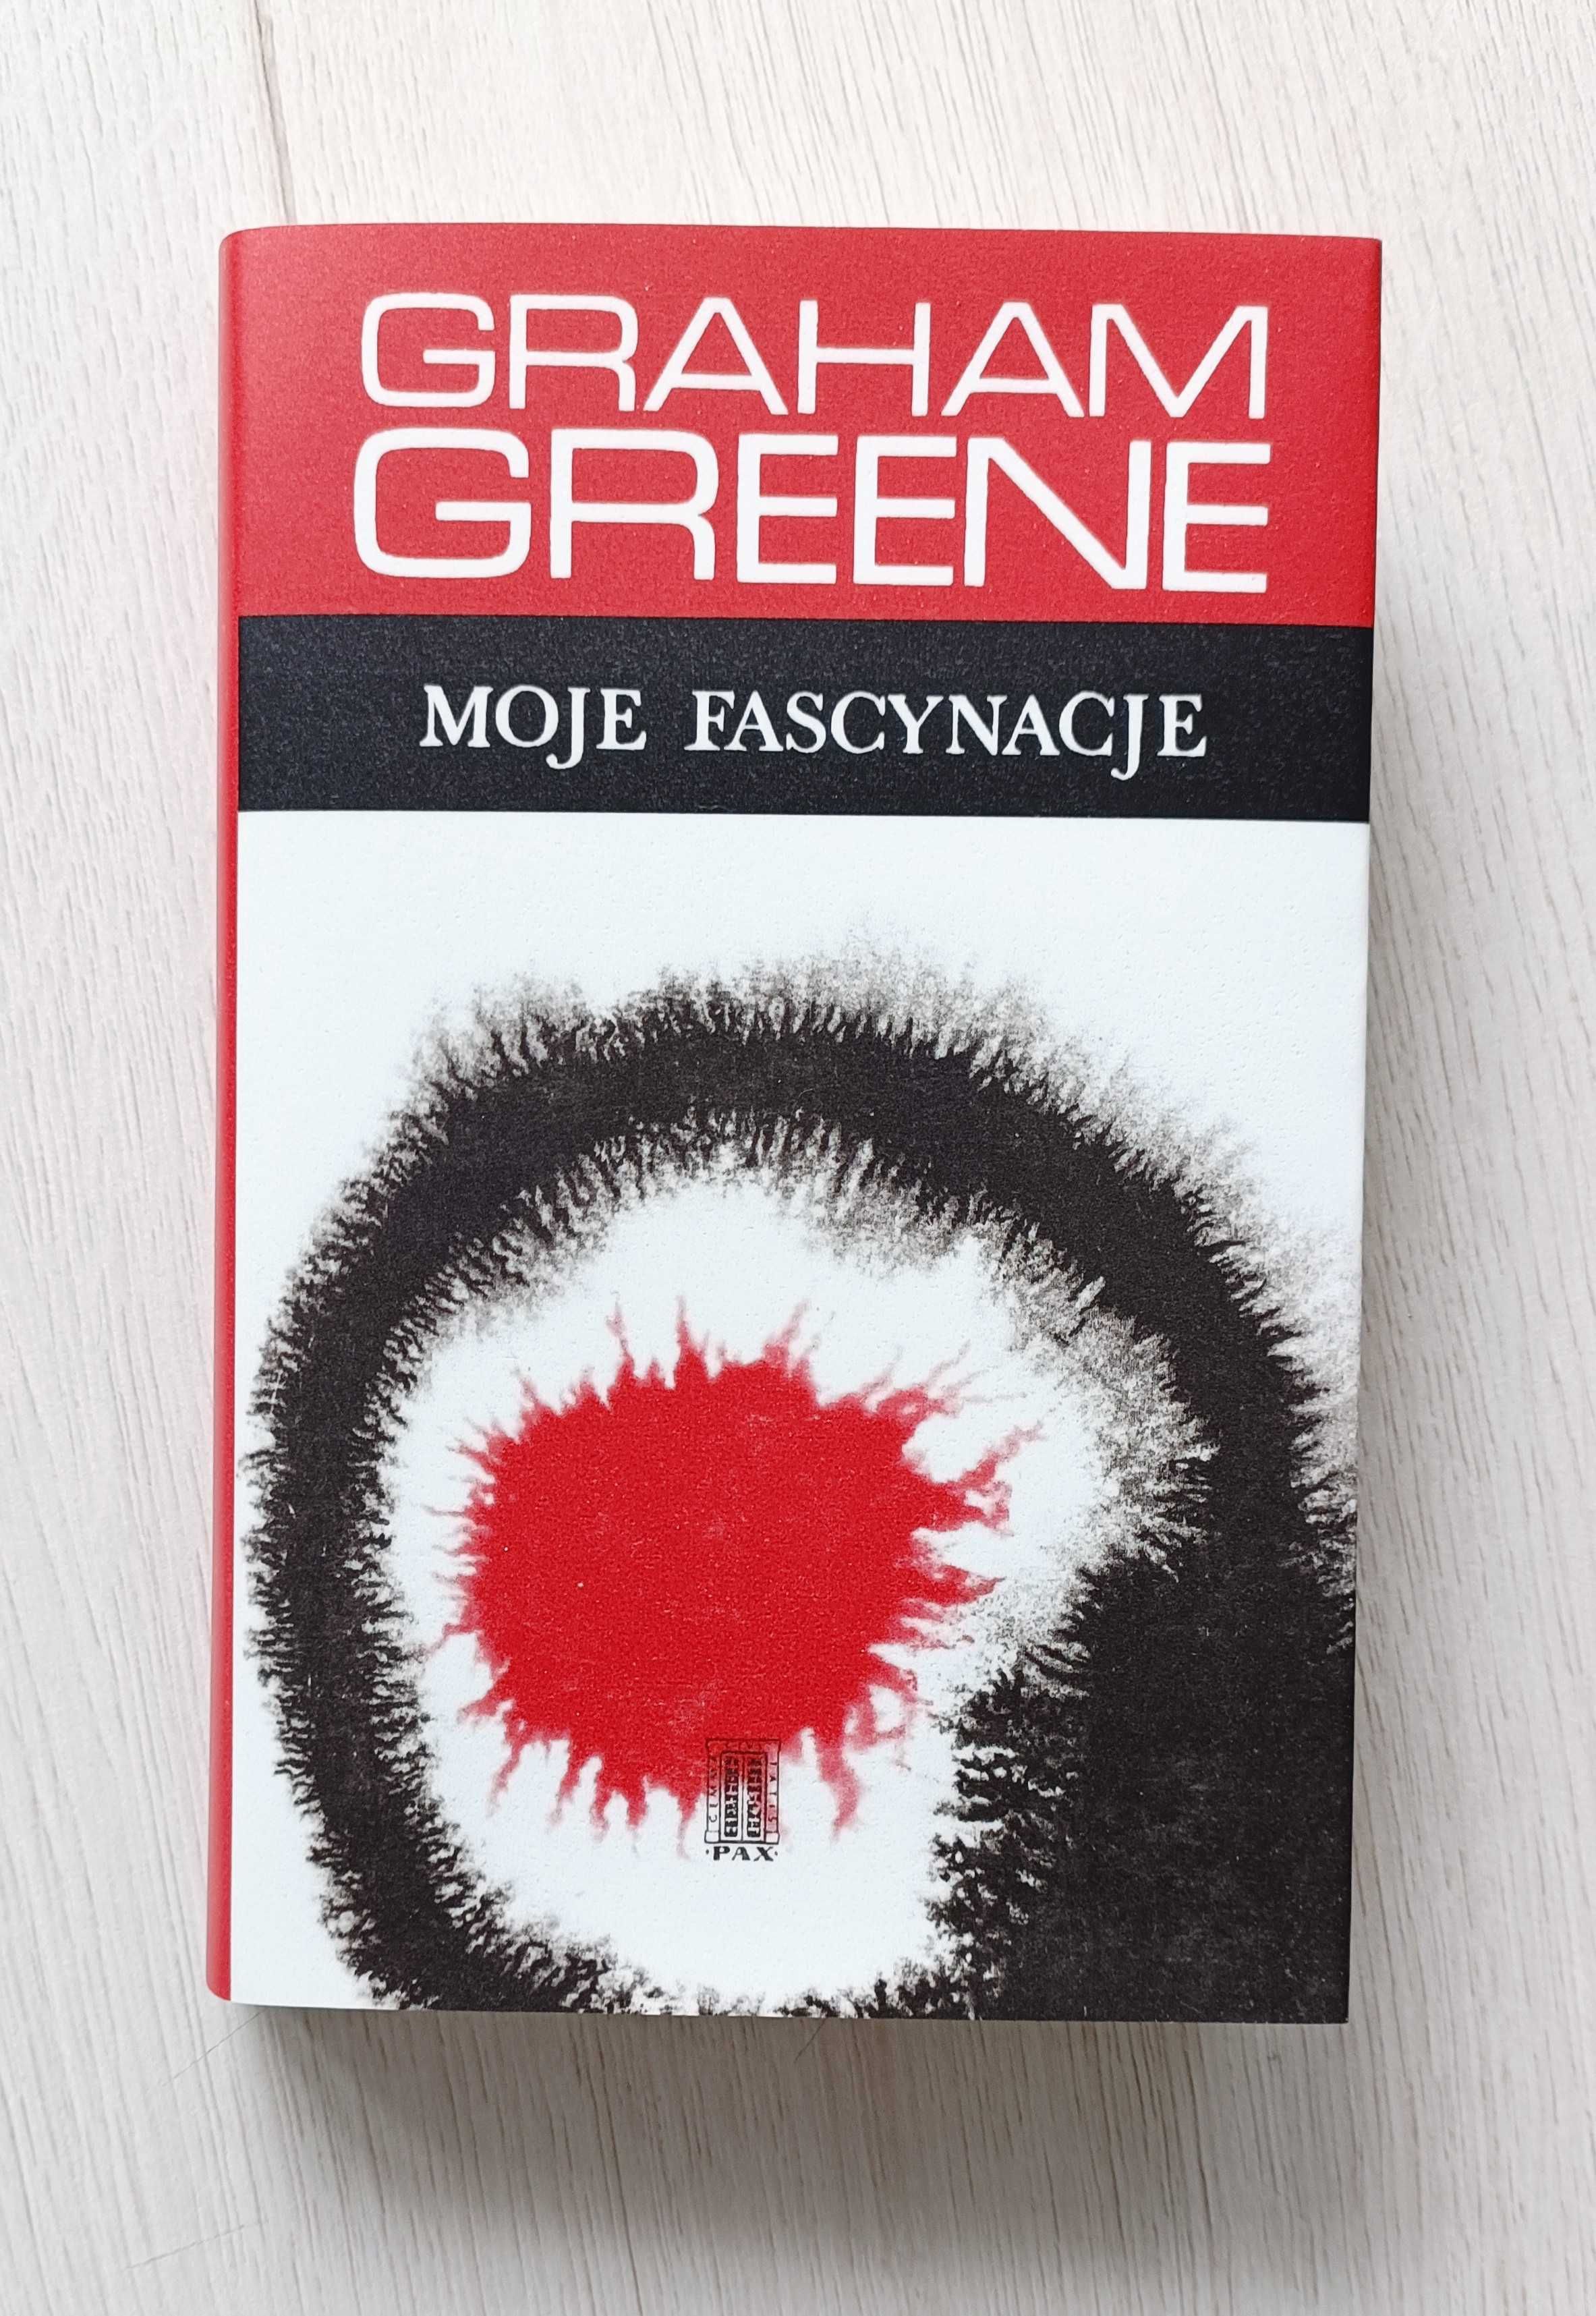 GRAHAM
GREENE
MOJE FASCYNACJE
·PAX·